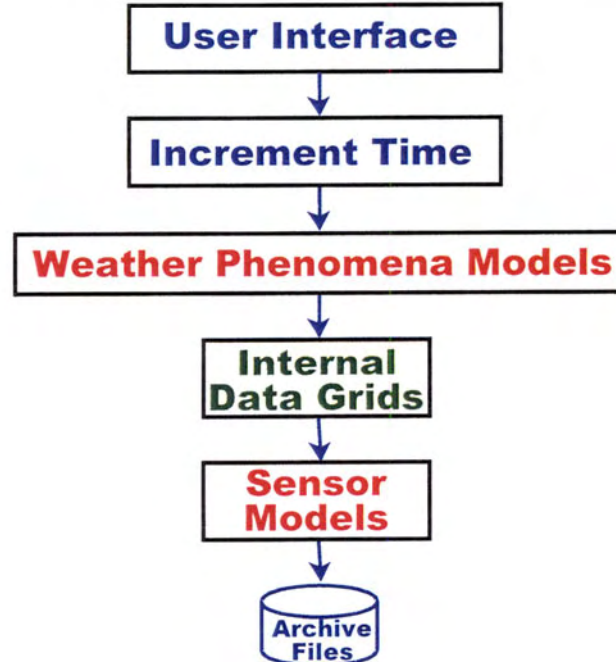 User Interface
Increment Time
Weather Phenomena Models
Internal
Data Grids
Sensor
Models
Archive
Files